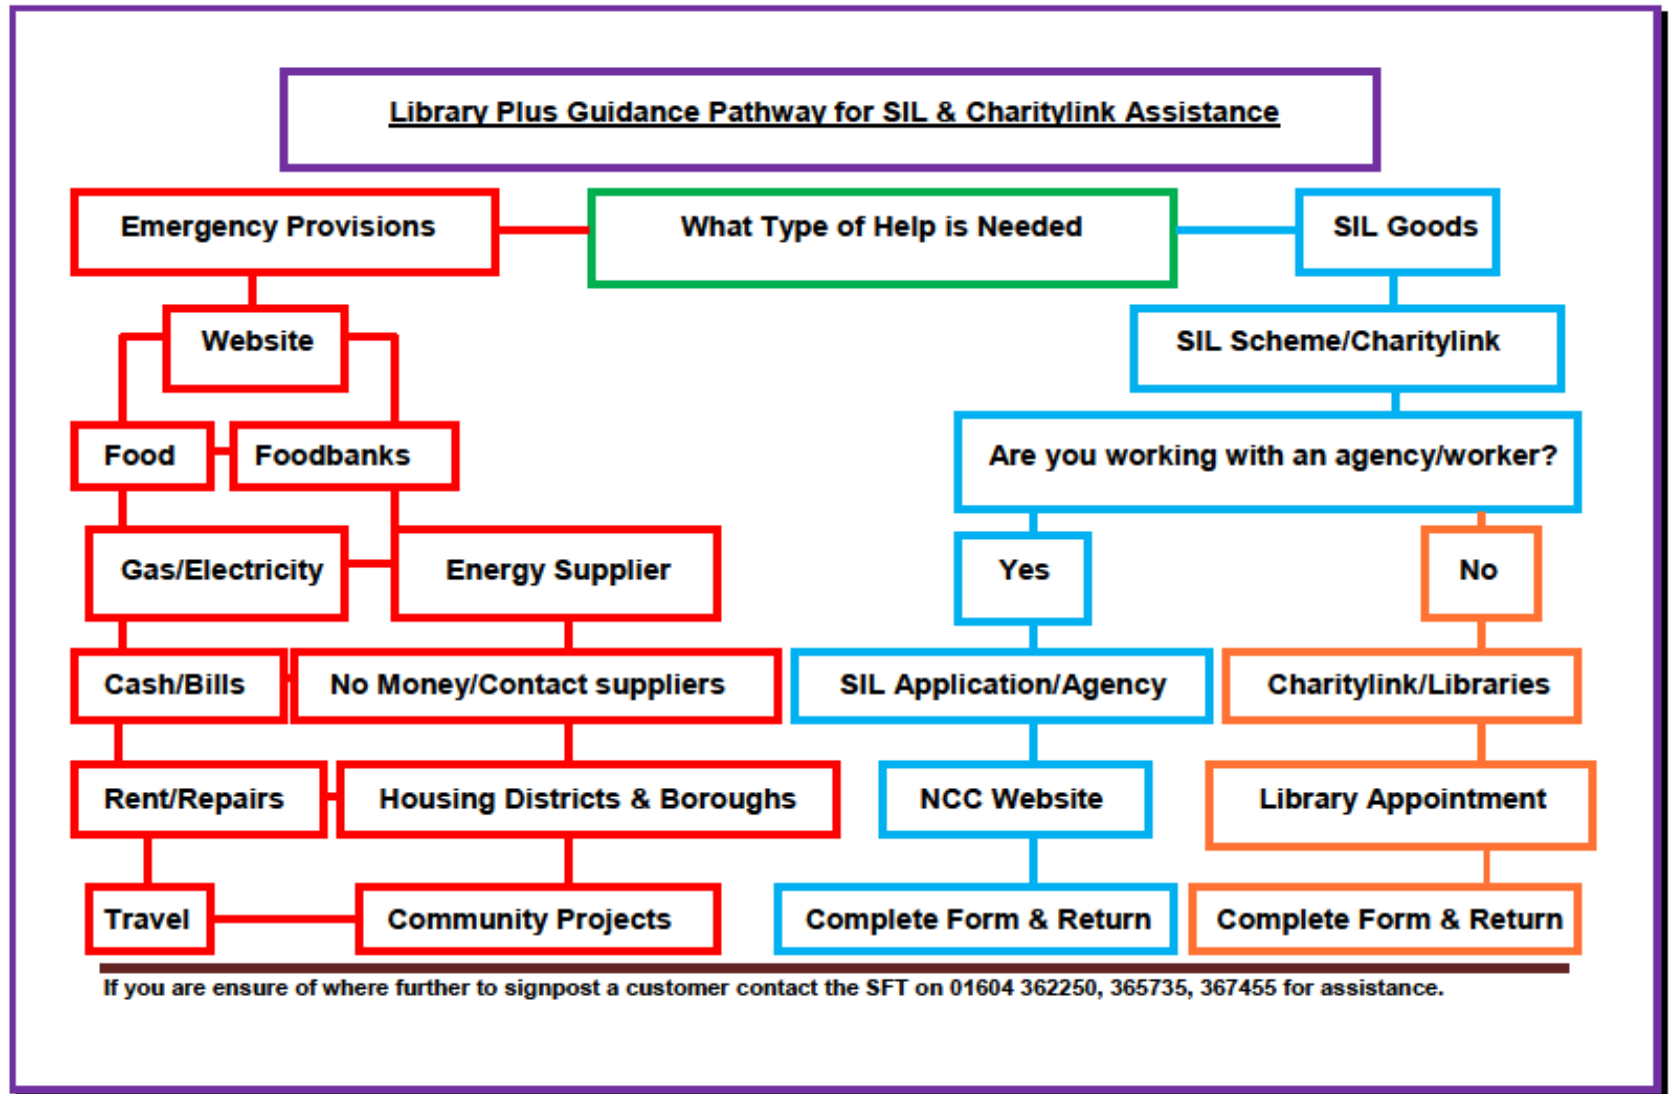 Library Plus Guidance Pathway for SIL & Charitylink Assistance
Emergency Provisions
What Type of Help is Needed
SIL Goods
Website
SIL Scheme/Charitylink
Food
Foodbanks
Are you working with an agency/worker?
Gas/Electricity
Energy Supplier
Yes
No
Cash/Bills
No Money/Contact suppliers
SIL Application/Agency
Charitylink/Libraries
Rent/Repairs
Housing Districts & Boroughs
NCC Website
Library Appointment
Travel
Community Projects
Complete Form & Return
Complete Form & Return
If you are ensure of where further to signpost a customer contact the SFT on 01604 362250, 365735, 367455 for assistance.